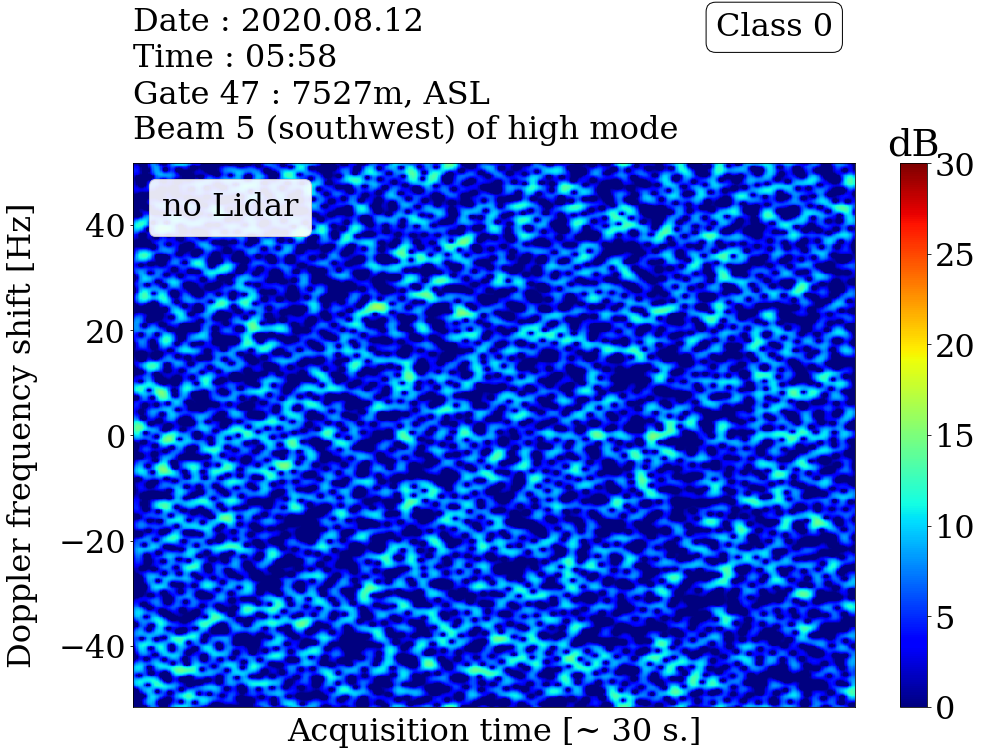 Date : 2020.08.12
Time : 05:58
Gate 47 : 7527m, ASL
Beam 5 (southwest) of high mode
Class 0
dB
no Lidar
Doppler frequency shift [Hz]
40
20
0
−20
−40
Acquisition time [~ 30 s.]
30
25
20
15
10
5
0